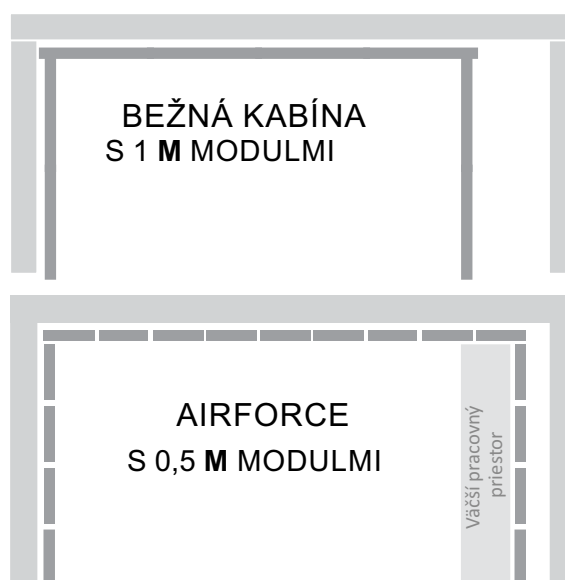 BEŽNÁ KABÍNA
S 1 M MODULMI
AIRFORCE
S 0,5 M MODULMI
Väčší pracovný
priestor